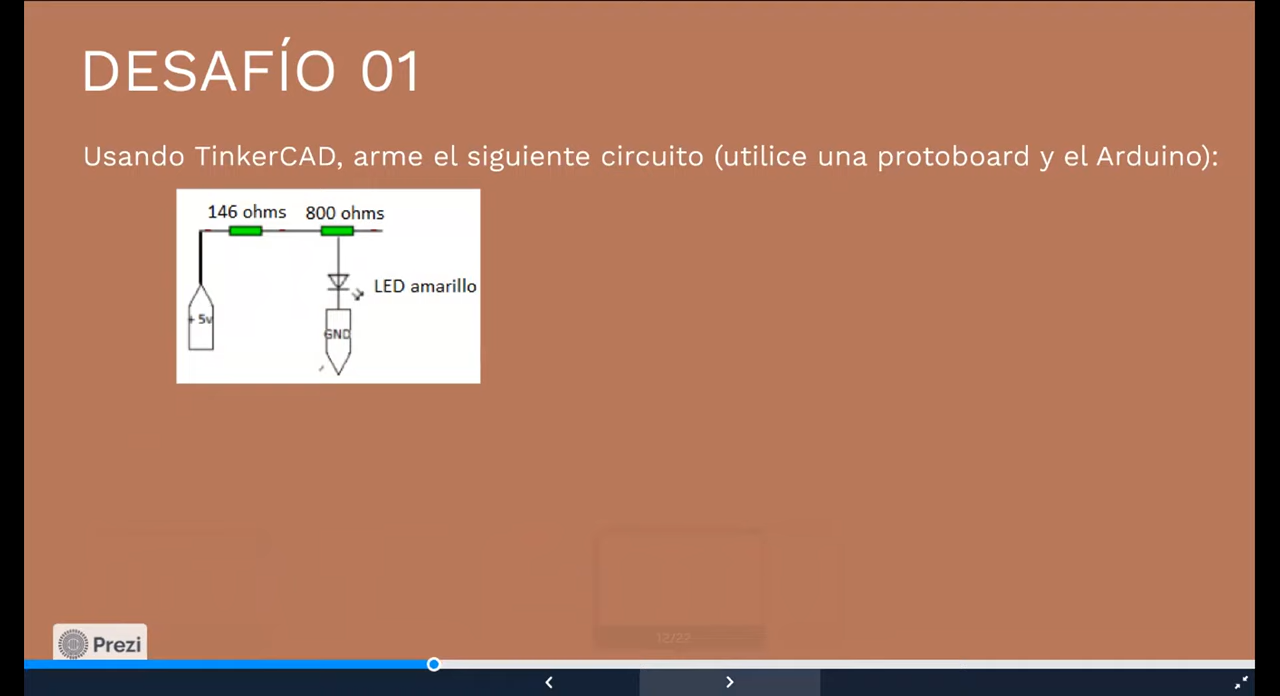 DESAFÍO 01
Usando TinkerCAD, arme el siguiente circuito (utilice una protoboard y el Arduino):
146 ohms 800 ohms
LED amarillo
+ 5v
GND
12/22
Prezi